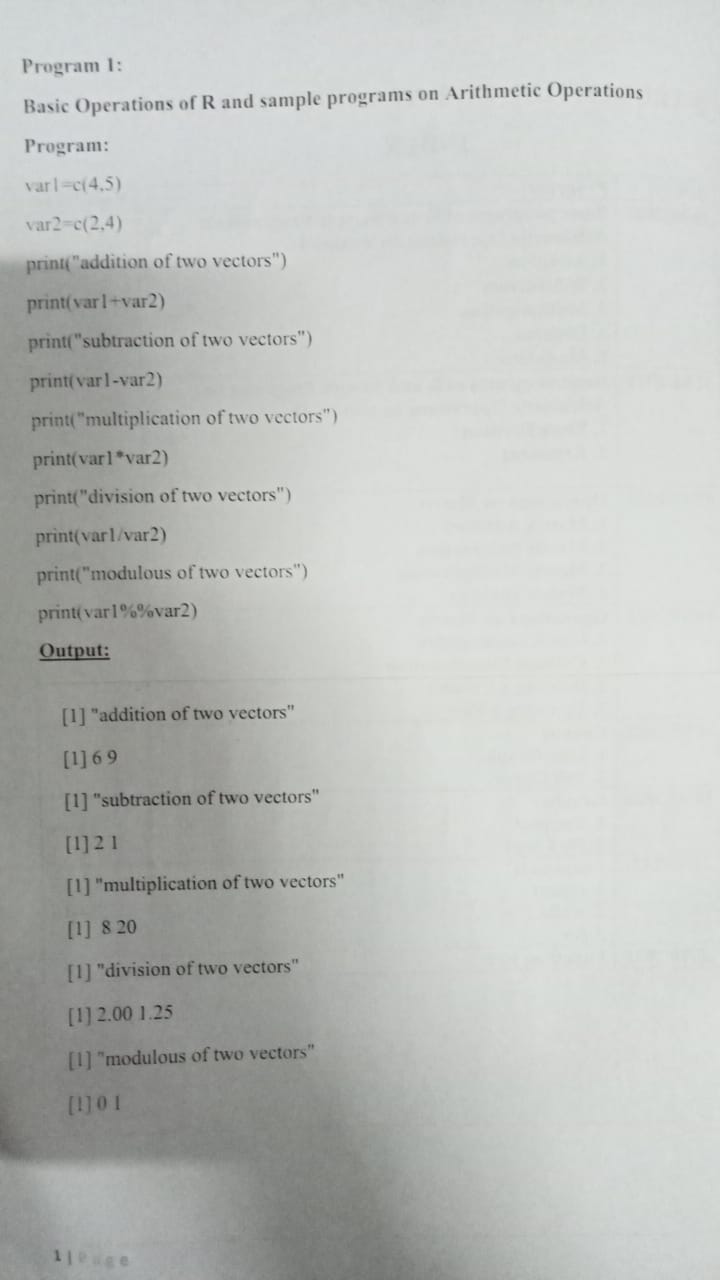 Program 1:
Basic Operations of R and sample programs on Arithmetic Operations
Program:
var1=c(4,5)
var2=c(2,4)
print("addition of two vectors")
print(var1+var2)
print("subtraction of two vectors")
print(var1-var2)
print("multiplication of two vectors")
print(var1*var2)
print("division of two vectors")
print(var1/var2)
print("modulous of two vectors")
print(var1%%var2)
Output:
[1] "addition of two vectors"
[1] 6 9
[1] "subtraction of two vectors"
[1] 2 1
[1] "multiplication of two vectors"
[1]  8 20
[1] "division of two vectors"
[1] 2.00 1.25
[1] "modulous of two vectors"
[1] 0 1
1 | Page